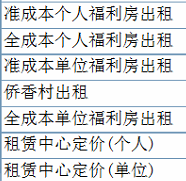 准成本个人福利房出租
全成本个人福利房出租
准成本单位福利房出租
侨香村出租
全成本单位福利房出租
租赁中心定价(个人)
租赁中心定价(单位)